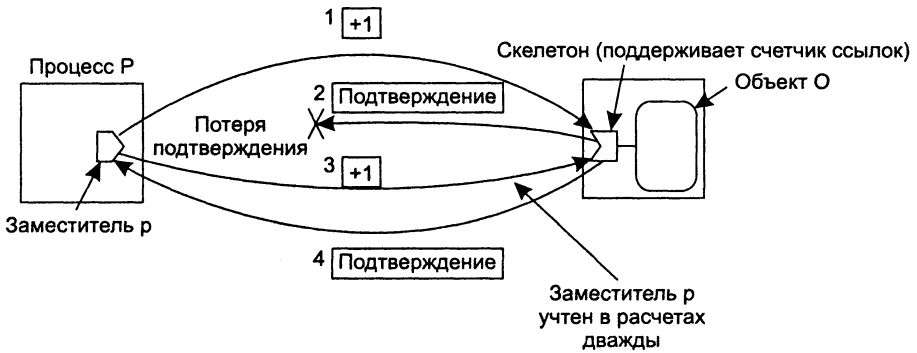 1 +1
Скелетон (поддерживает счетчик ссылок)
Процесс P
Объект O
2 Подтверждение
Потеря
подтверждения
3 +1
Заместитель p
4 Подтверждение
Заместитель p
учтен в расчетах
дважды